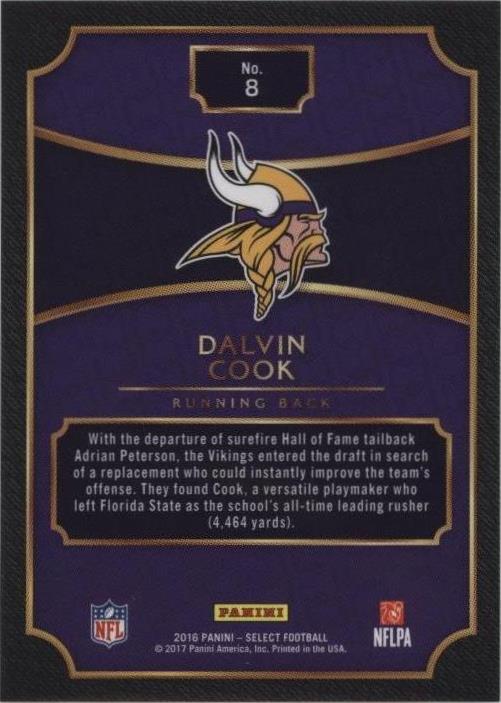 No.
8
DALVIN
COOK
RUNNING BACK
With the departure of surefire Hall of Fame tailback
Adrian Peterson, the Vikings entered the draft in search
of a replacement who could instantly improve the team's
offense. They found Cook, a versatile playmaker who
left Florida State as the school's all-time leading rusher
(4,464 yards).
NFL
PANINI
NFLPA
2016 PANINI – SELECT FOOTBALL
© 2017 Panini America, Inc. Printed in the USA.